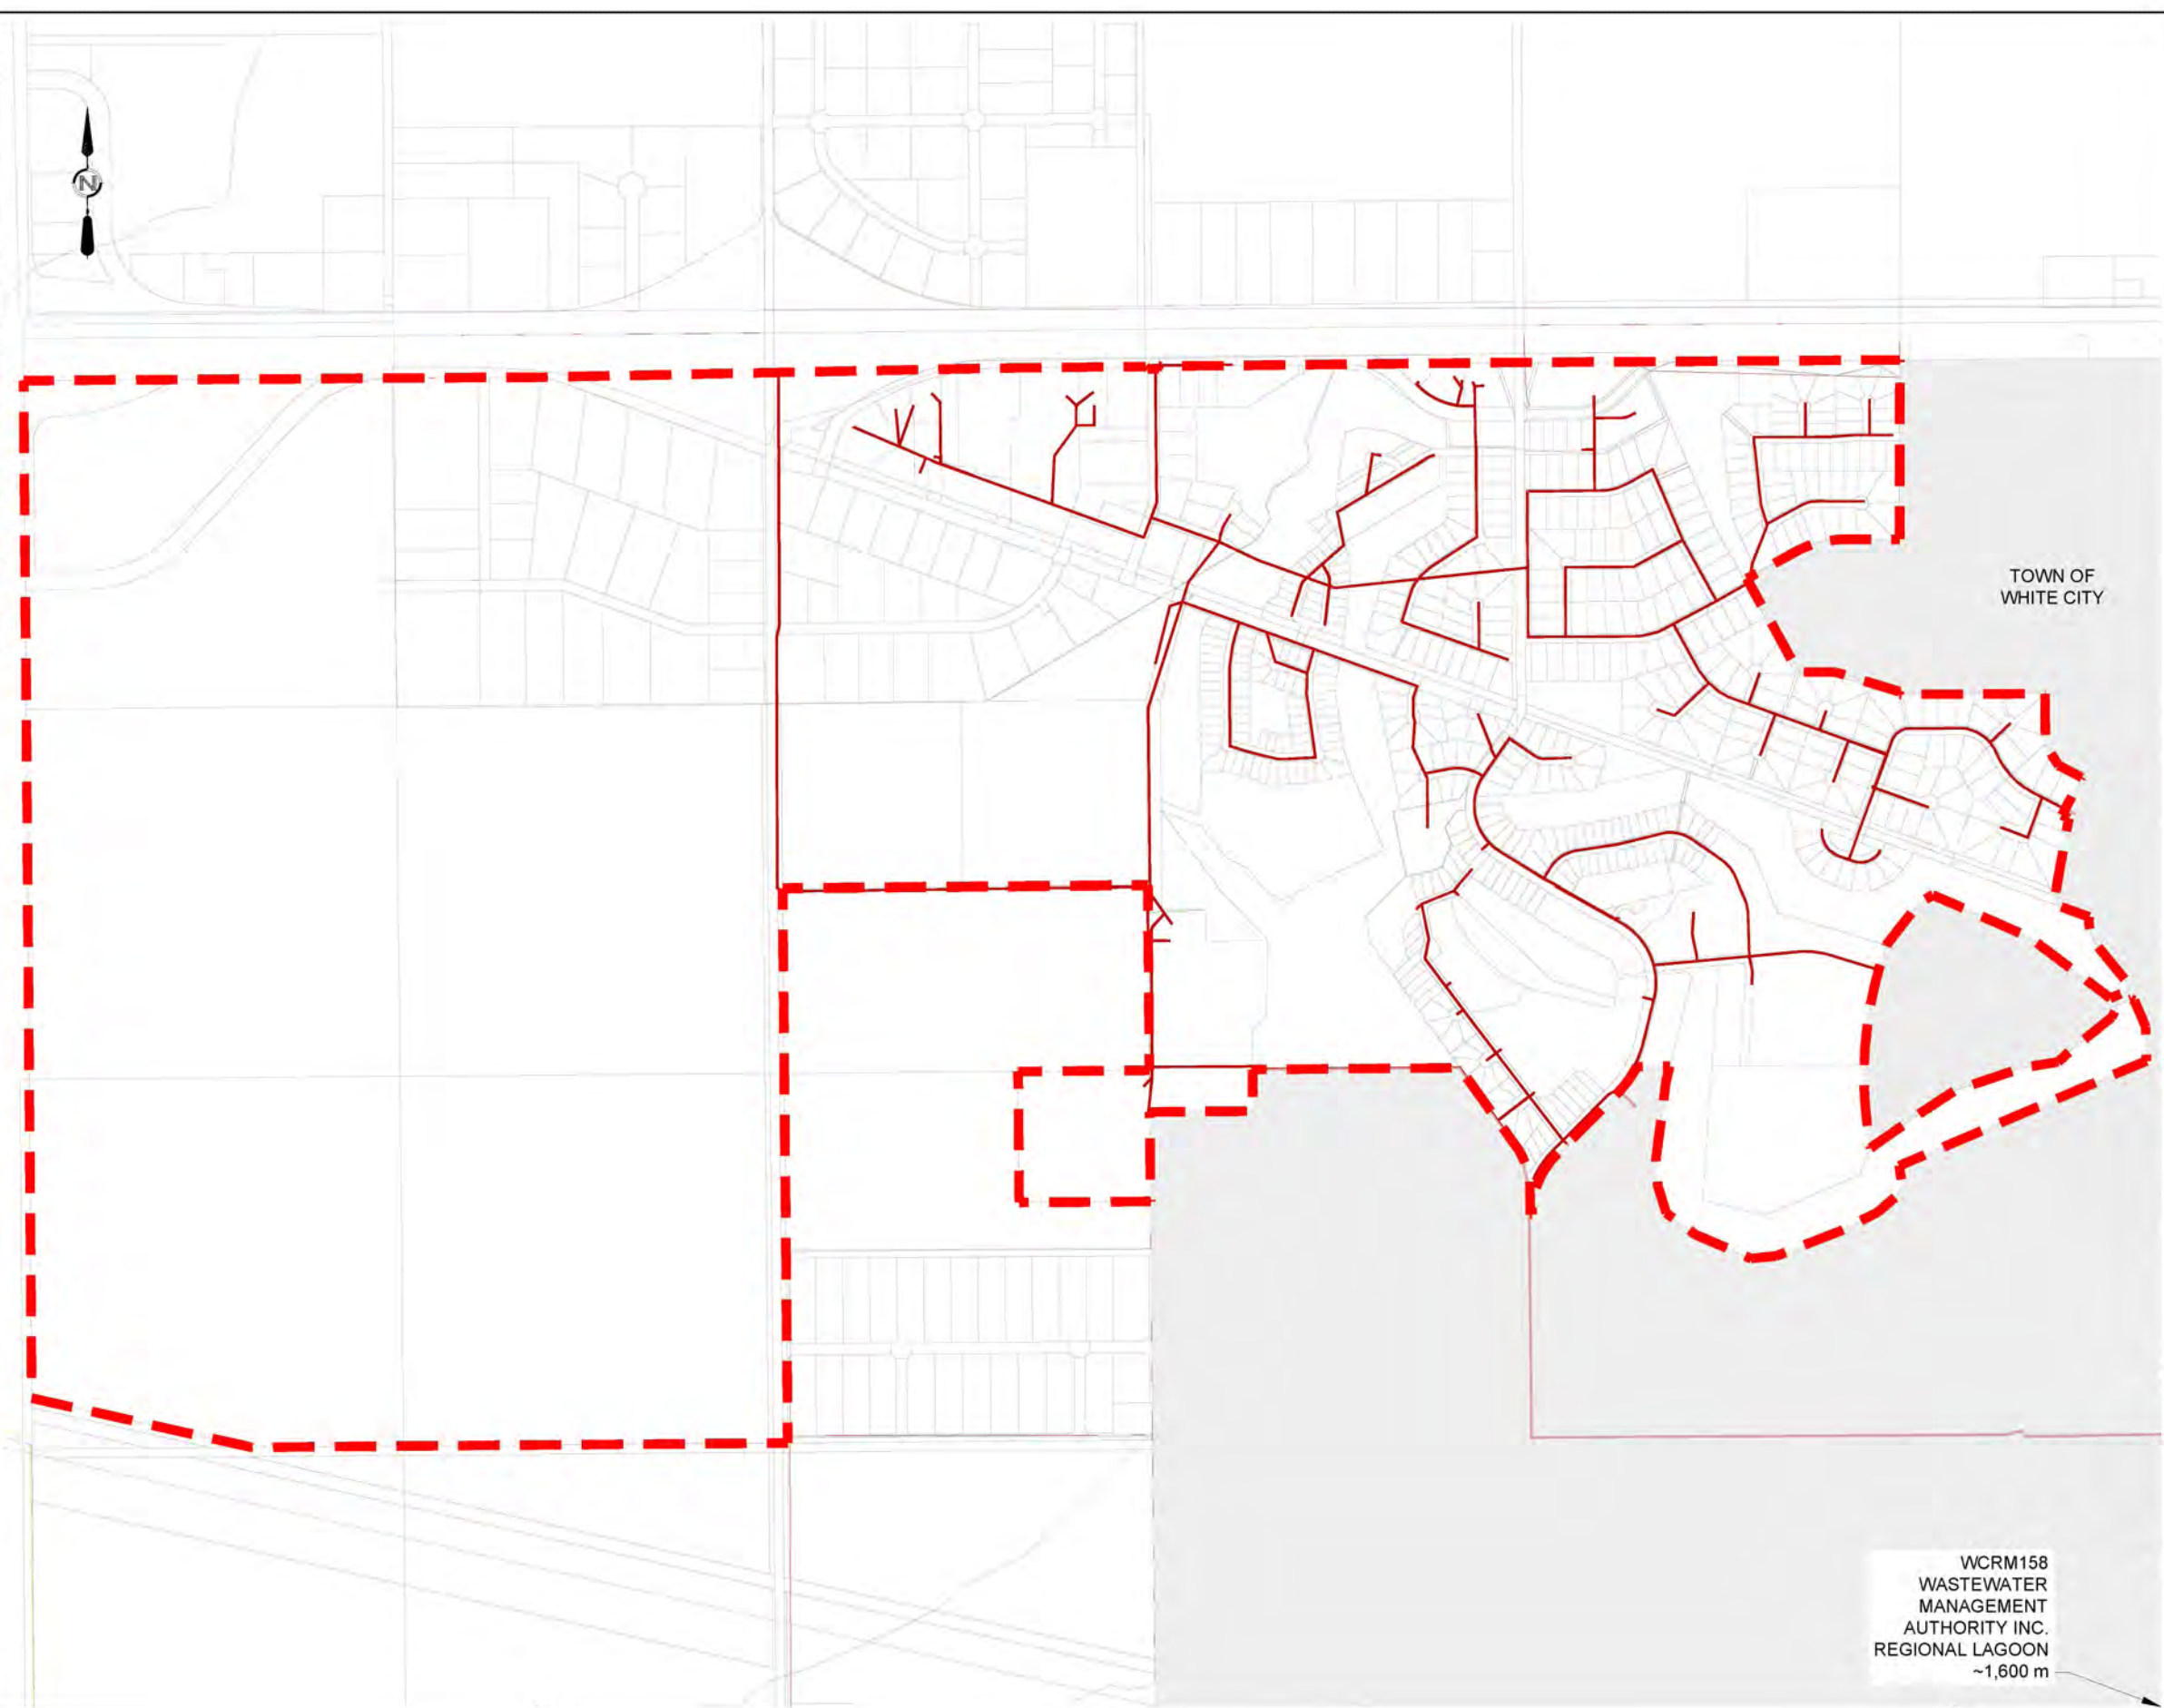 N
TOWN OF
WHITE CITY
WCRM158
WASTEWATER
MANAGEMENT
AUTHORITY INC.
REGIONAL LAGOON
~1,600 m